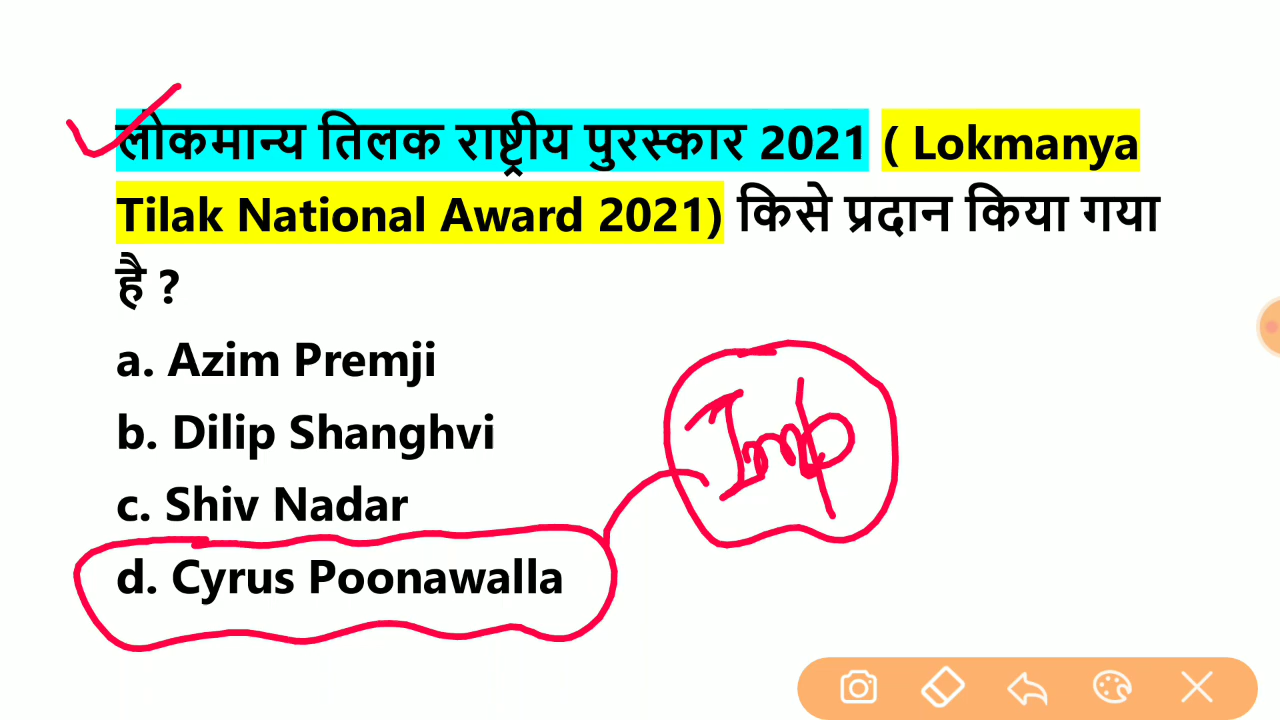 लोकमान्य तिलक राष्ट्रीय पुरस्कार 2021 ( Lokmanya
Tilak National Award 2021) किसे प्रदान किया गया
है ?
a. Azim Premji
b. Dilip Shanghvi
Imp
c. Shiv Nadar
d. Cyrus Poonawalla